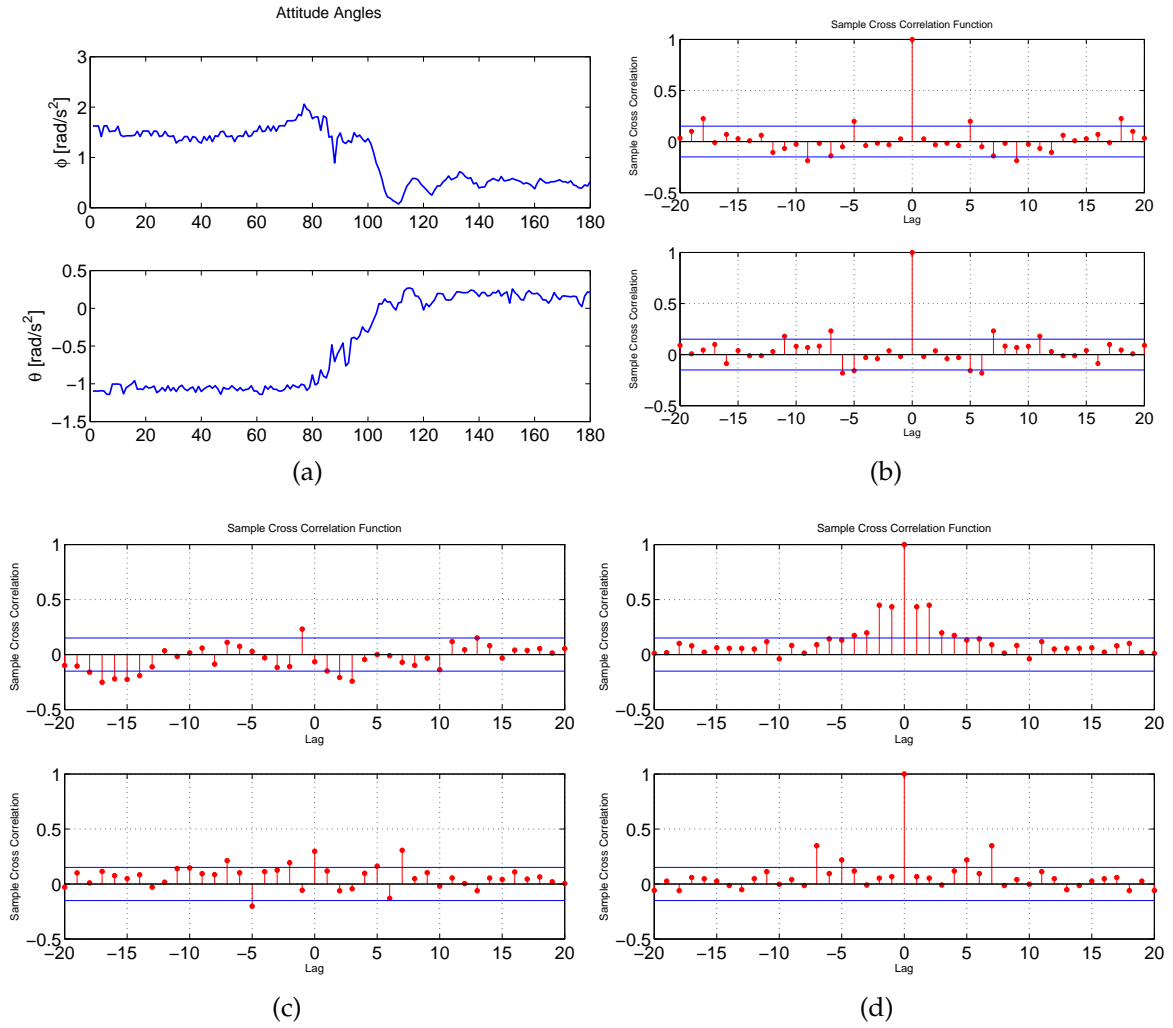 Attitude Angles
3
2
1
0
ϕ [rad/s²]
0 20 40 60 80 100 120 140 160 180
0.5
0
−0.5
−1
−1.5
θ [rad/s²]
0 20 40 60 80 100 120 140 160 180
(a)
Sample Cross Correlation Function
1
0.5
0
−0.5
Sample Cross Correlation
−20 −15 −10 −5 0 5 10 15 20
Lag
1
0.5
0
−0.5
Sample Cross Correlation
−20 −15 −10 −5 0 5 10 15 20
Lag
(b)
Sample Cross Correlation Function
1
0.5
0
−0.5
Sample Cross Correlation
−20 −15 −10 −5 0 5 10 15 20
Lag
1
0.5
0
−0.5
Sample Cross Correlation
−20 −15 −10 −5 0 5 10 15 20
Lag
(c)
Sample Cross Correlation Function
1
0.5
0
−0.5
Sample Cross Correlation
−20 −15 −10 −5 0 5 10 15 20
Lag
1
0.5
0
−0.5
Sample Cross Correlation
−20 −15 −10 −5 0 5 10 15 20
Lag
(d)